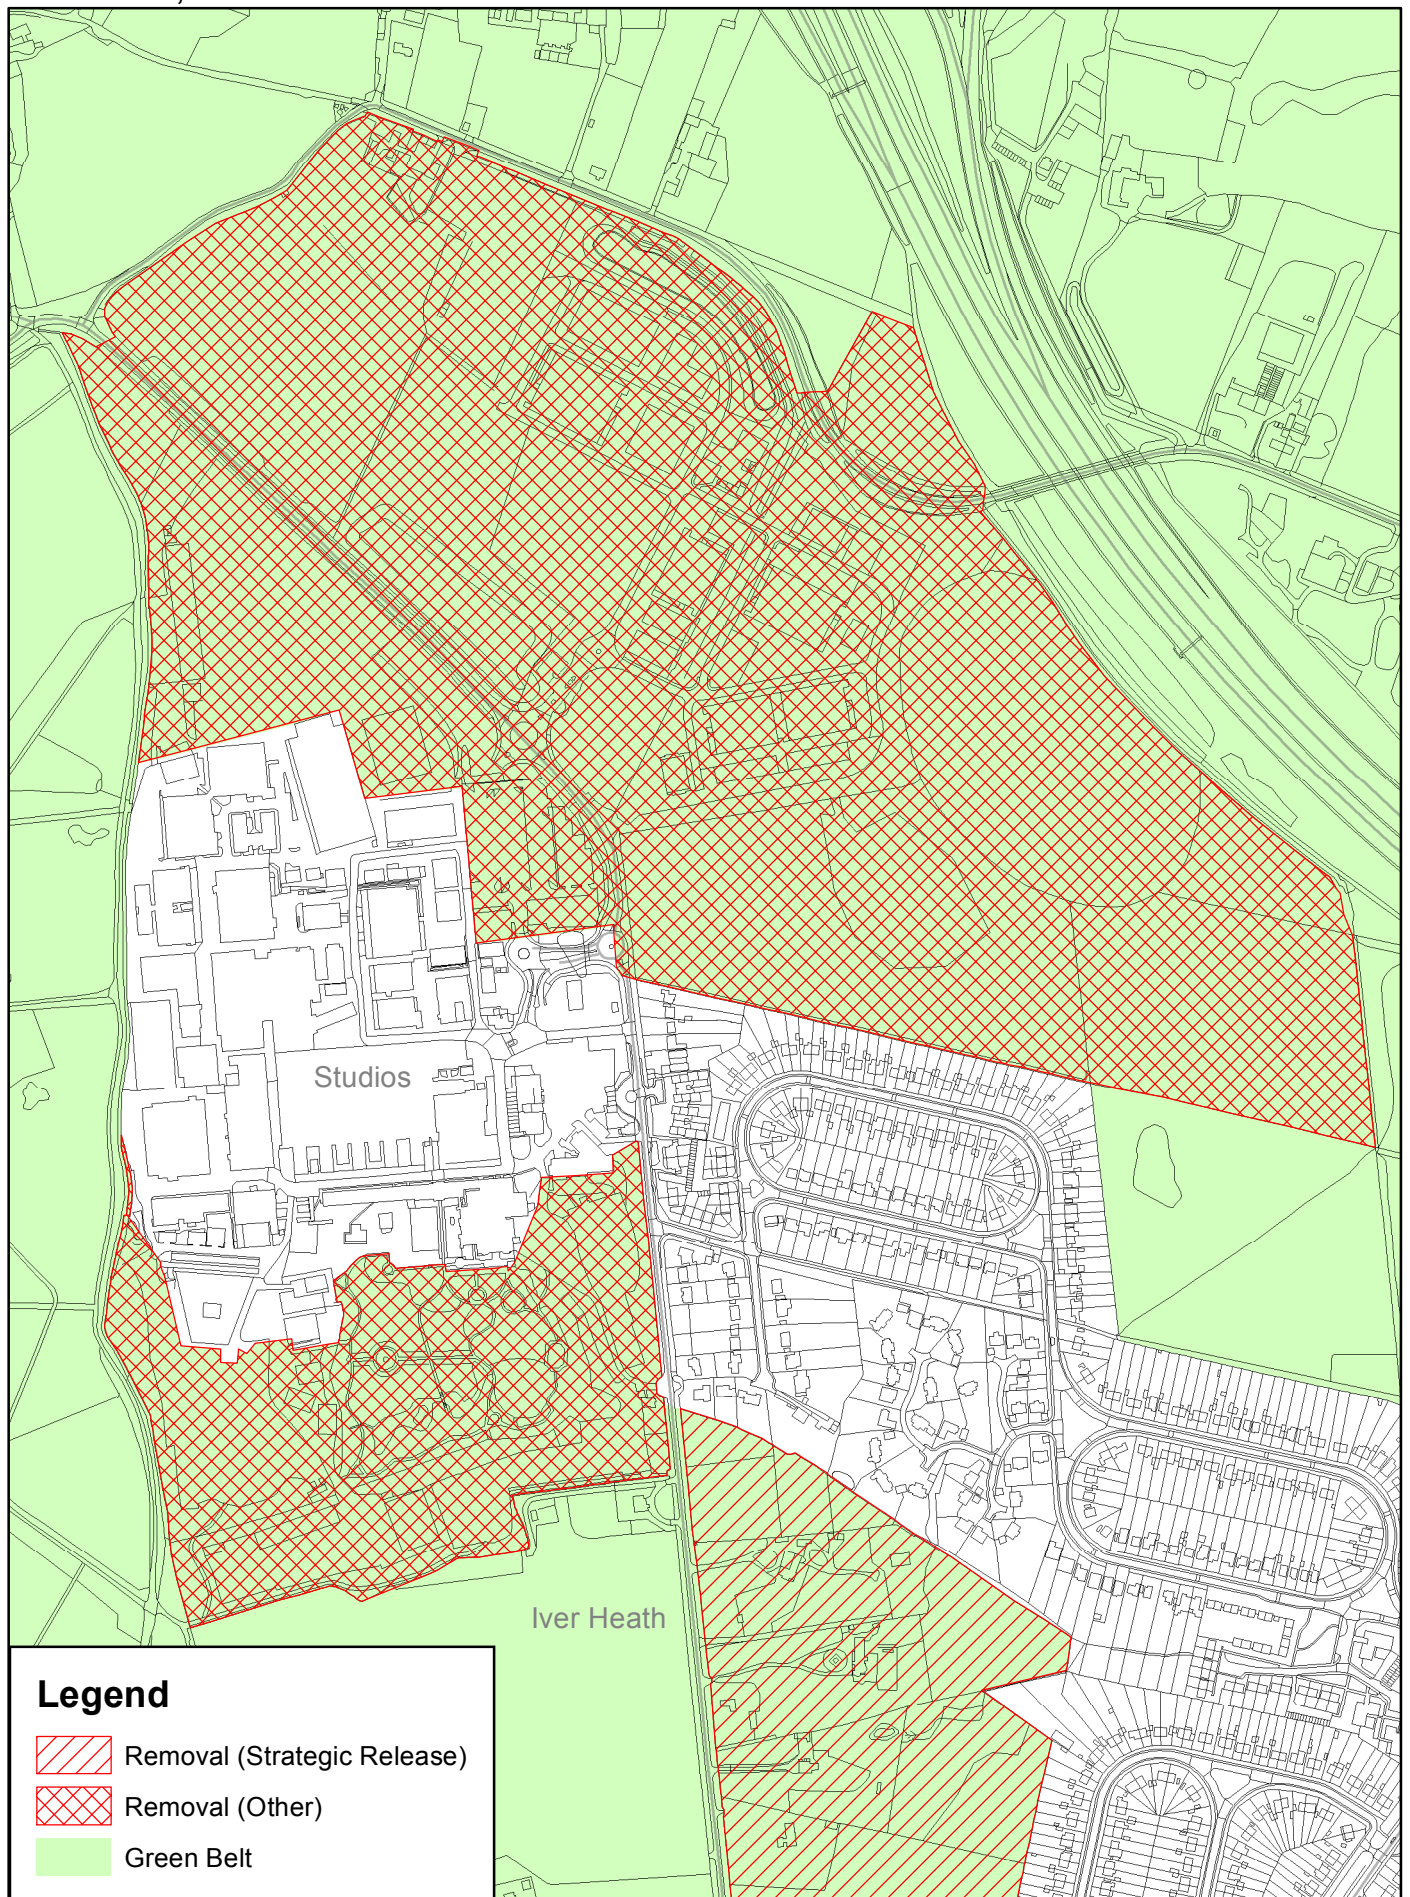 Studios
Iver Heath
Legend
Removal (Strategic Release)
Removal (Other)
Green Belt